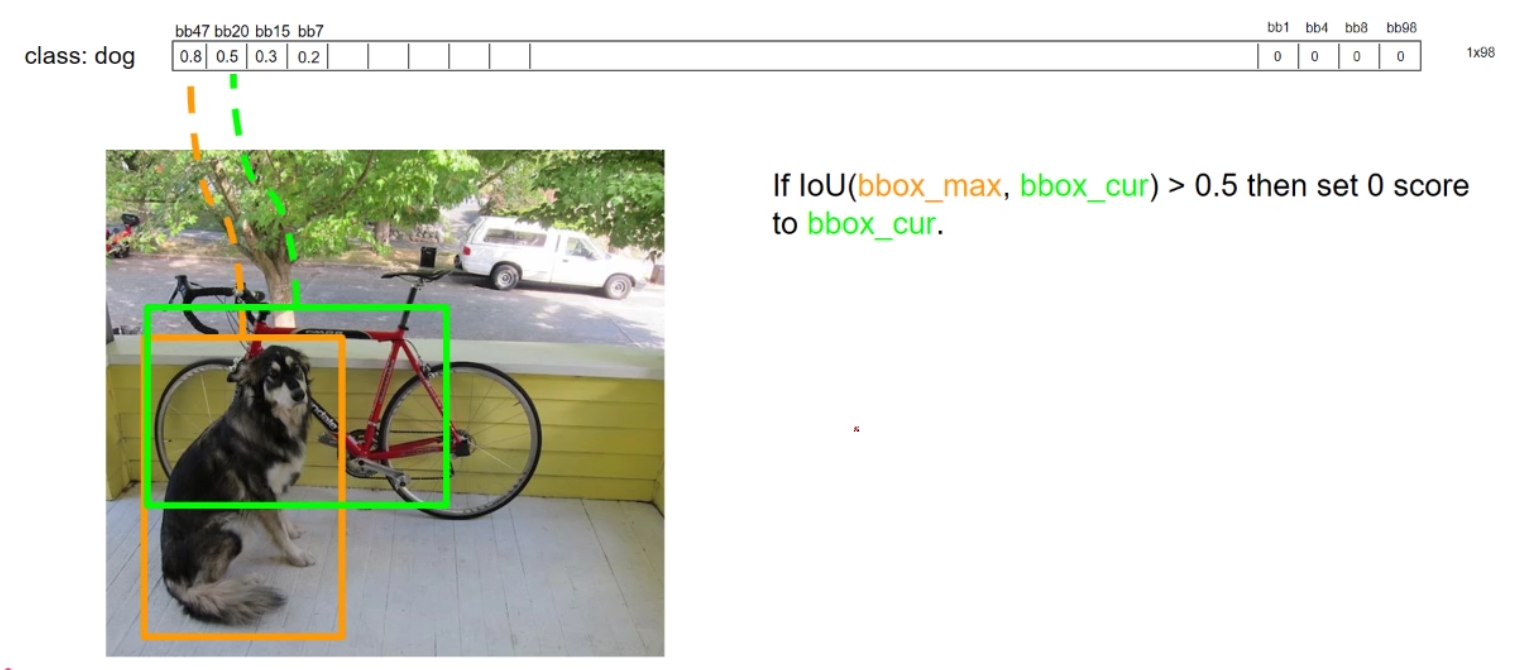 bb47 bb20 bb15 bb7
bb1 bb4 bb8 bb98
class: dog
0.8 0.5 0.3 0.2
0 0 0 0
1x98
If IoU(bbox_max, bbox_cur) > 0.5 then set 0 score
to bbox_cur.